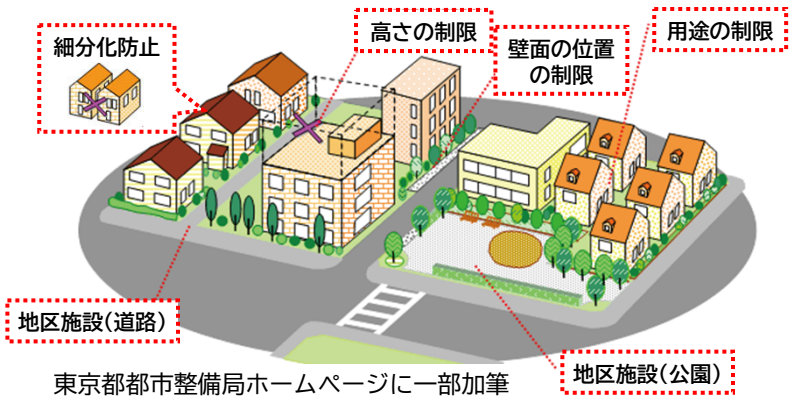 細分化防止
高さの制限
壁面の位置
の制限
用途の制限
地区施設(道路)
地区施設(公園)
東京都都市整備局ホームページに一部加筆